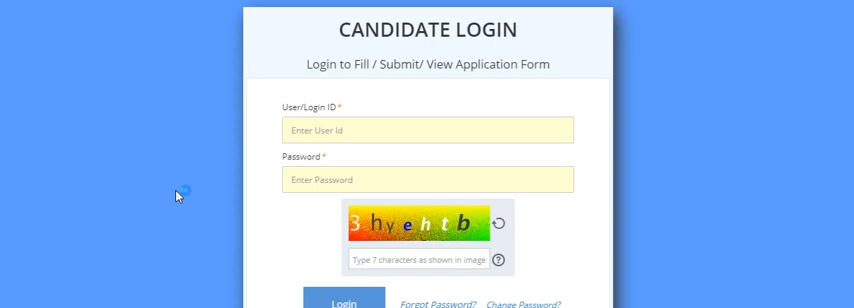 CANDIDATE LOGIN
Login to Fill / Submit/ View Application Form
User/Login ID*
Enter User Id
Password*
Enter Password
3 h y e h t b
Type 7 characters as shown in image
Login Forgot Password? Change Password?